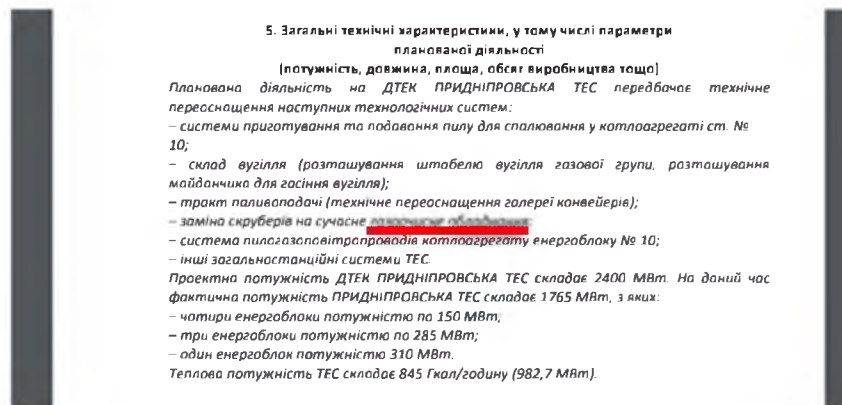 5. Загальні технічні характеристики, у тому числі параметри
планованої діяльності
(потужність, довжина, площа, обсяг виробництва тощо)
Планована діяльність на ДТЕК ПРИДНІПРОВСЬКА ТЕС передбачає технічне
переоснащення наступних технологічних систем:
– системи приготування та подавання пилу для спалювання у котлоагрегаті ст. №
10;
– склад вугілля (розташування штабелю вугілля газової групи, розташування
майданчика для гасіння вугілля);
– тракт паливоподачі (технічне переоснащення галереї конвейерів);
– заміна скруберів на сучасне газоочисне обладнання;
– система пилогазоповітропроводів котлоагрегату енергоблоку № 10;
– інші загальностанційні системи ТЕС.
Проектна потужність ДТЕК ПРИДНІПРОВСЬКА ТЕС складає 2400 МВт. На даний час
фактична потужність ПРИДНІПРОВСЬКА ТЕС складає 1765 МВт, з яких:
– чотири енергоблоки потужністю по 150 МВт;
– три енергоблоки потужністю по 285 МВт;
– один енергоблок потужністю 310 МВт.
Теплова потужність ТЕС складає 845 Гкал/годину (982,7 МВт).